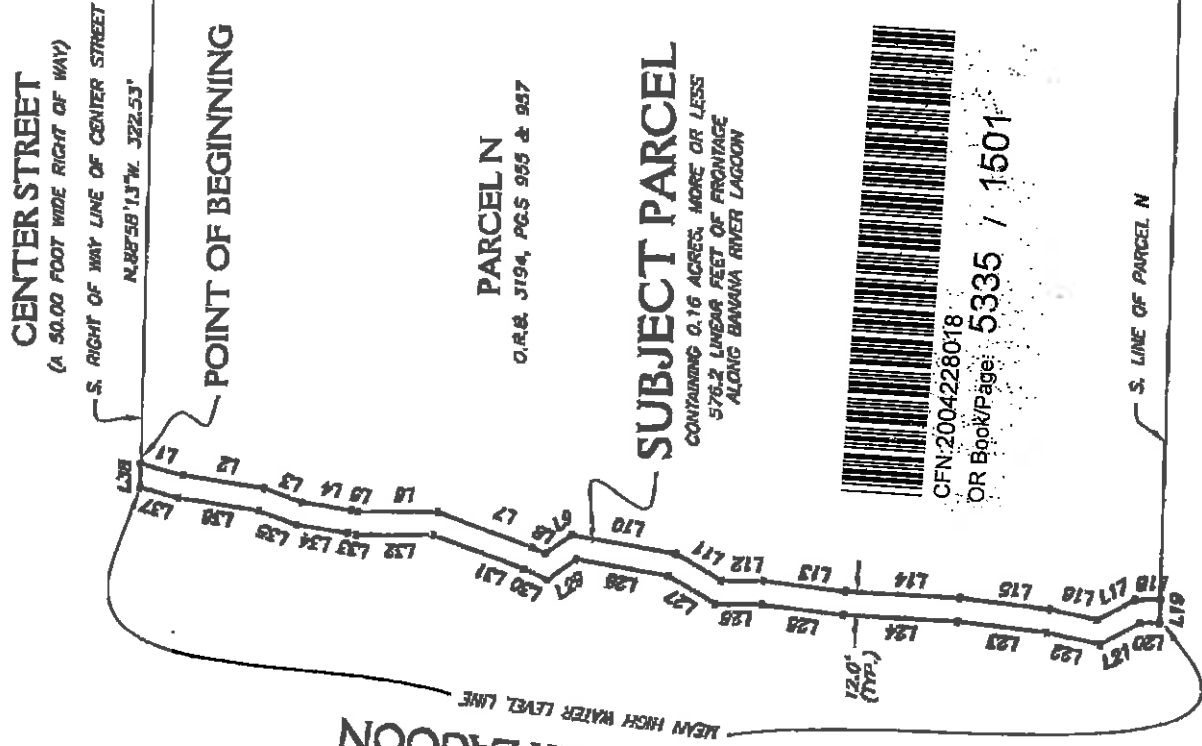 CENTER STREET
(A 50.00 FOOT WIDE RIGHT OF WAY)
S. RIGHT OF WAY LINE OF CENTER STREET
N.88°58'13"W. 322.53'
POINT OF BEGINNING
PARCEL N
O.R.B. 3194, PG.S 955 & 957
SUBJECT PARCEL
CONTAINING 0.16 ACRES, MORE OR LESS
576.2 LINEAR FEET OF FRONTAGE
ALONG BANANA RIVER LAGOON
CFN:2004228018
OR Book/Page: 5335 / 1501
S. LINE OF PARCEL N
L38
L1
L2
L3
L4
L5
L6
L7
L8
L9
L10
L11
L12
L13
L14
L15
L16
L17
L18
L19
L20
L21
L22
L23
L24
L25
L27
L28
L29
L30
L31
L32
L33
L34
L35
L36
L37
12.0'
(TYP.)
MEAN HIGH WATER LEVEL LINE
LAGOON